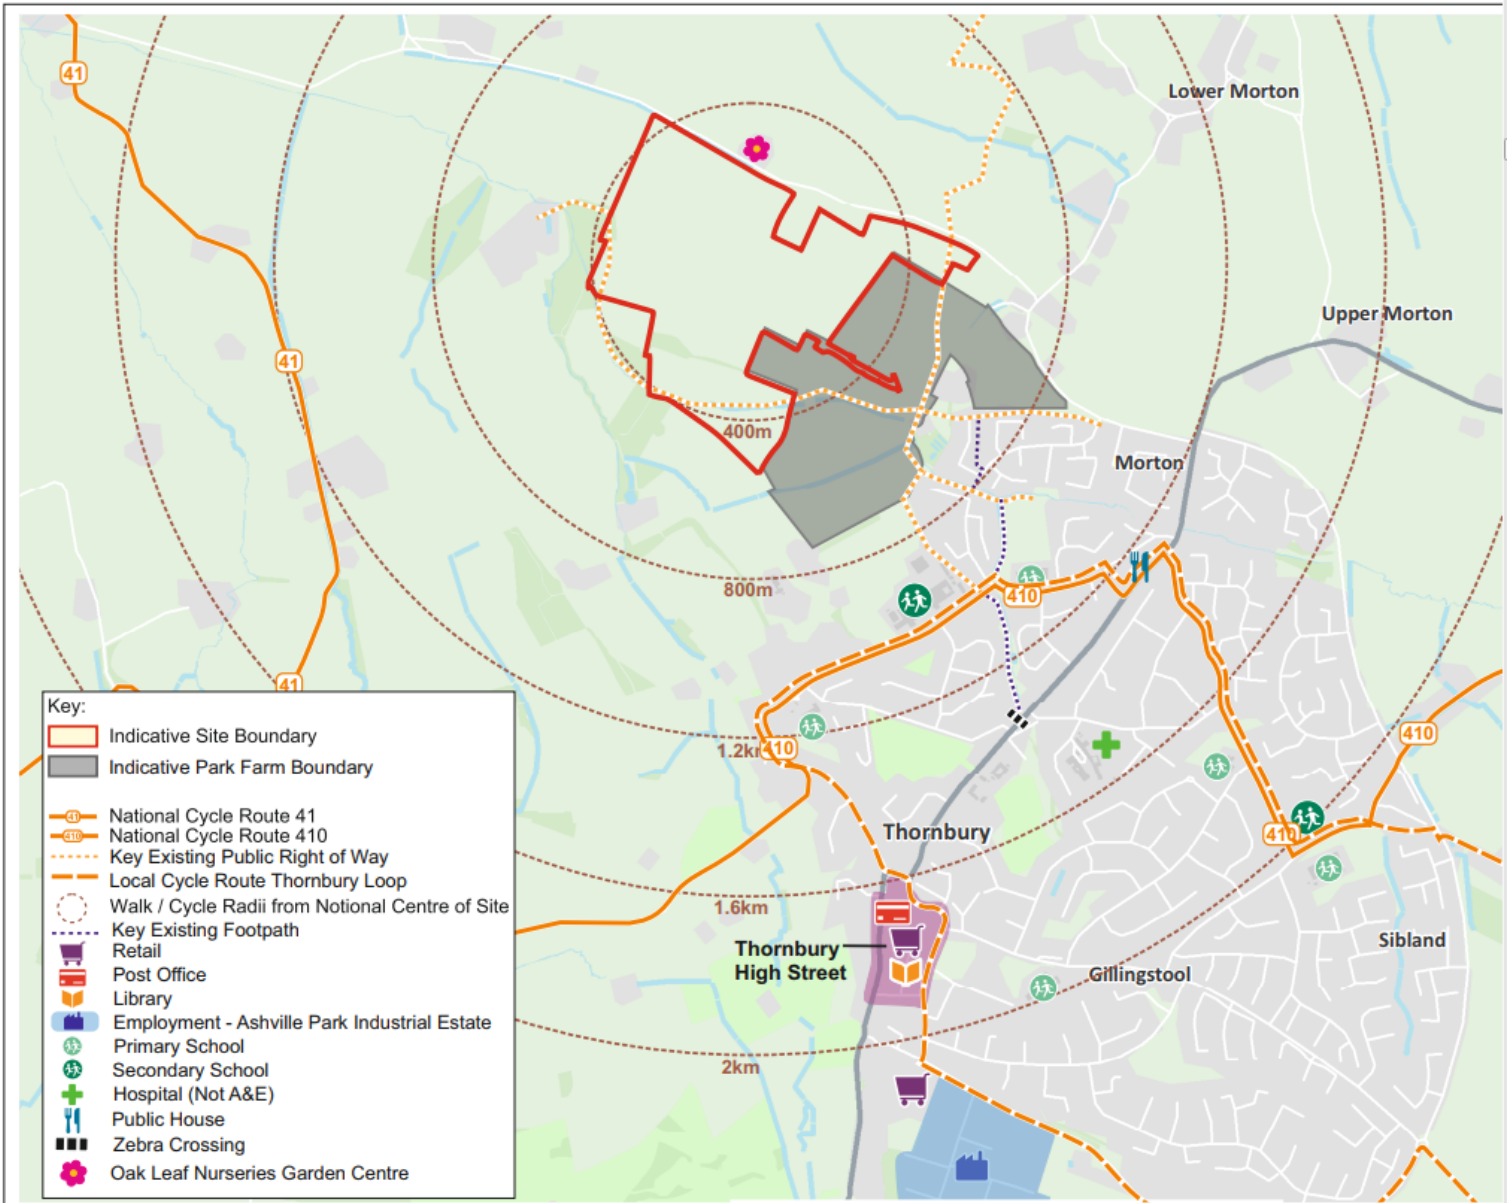 41
Lower Morton
Upper Morton
41
400m
Morton
800m
410
41
410
1.2km
410
Thornbury
410
1.6km
Thornbury
High Street
Sibland
Gillingstool
2km
Key:
Indicative Site Boundary
Indicative Park Farm Boundary
41 National Cycle Route 41
410 National Cycle Route 410
Key Existing Public Right of Way
Local Cycle Route Thornbury Loop
Walk / Cycle Radii from Notional Centre of Site
Key Existing Footpath
Retail
Post Office
Library
Employment - Ashville Park Industrial Estate
Primary School
Secondary School
Hospital (Not A&E)
Public House
Zebra Crossing
Oak Leaf Nurseries Garden Centre